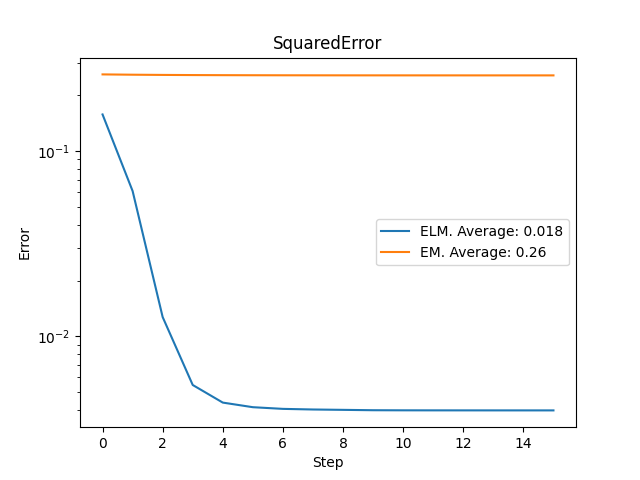 SquaredError
Error
10⁻¹
10⁻²
ELM. Average: 0.018
EM. Average: 0.26
0 2 4 6 8 10 12 14
Step